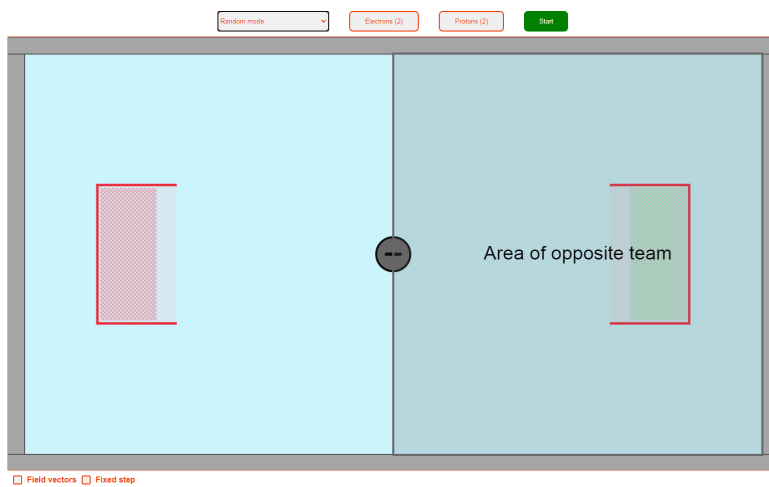 Random mode
Electrons (2)
Protons (2)
Start
--
Area of opposite team
Field vectors
Fixed step